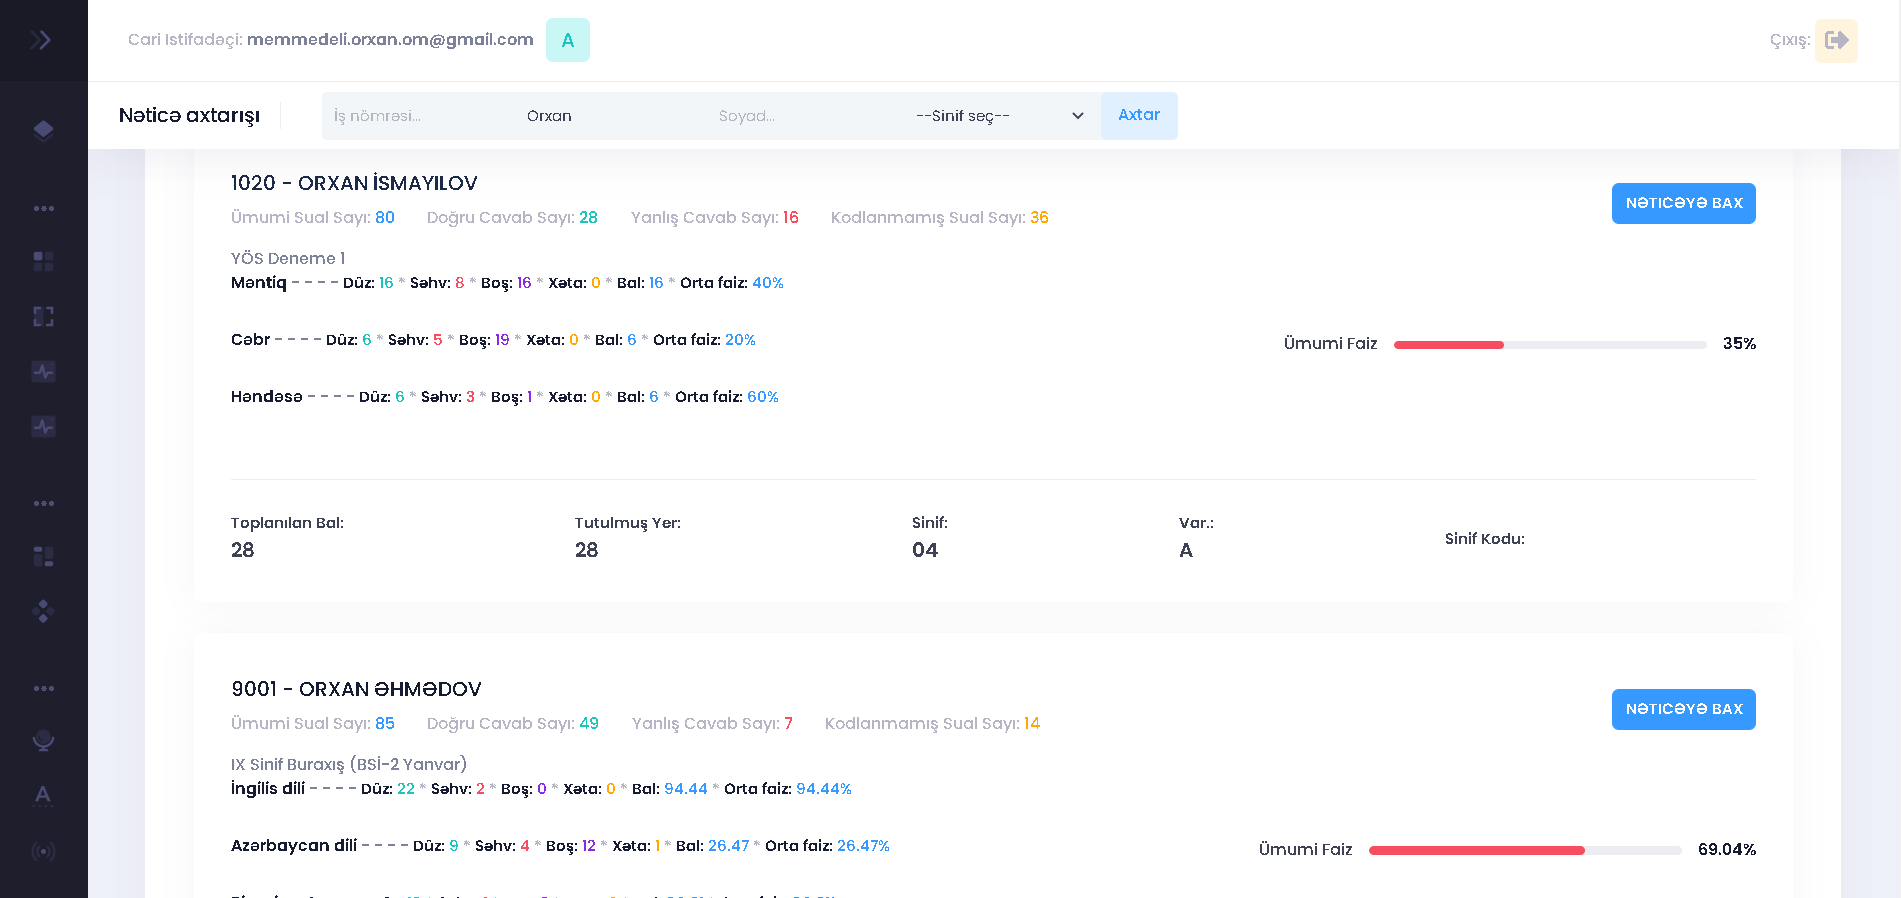 Cari Istifadəçi: memmedeli.orxan.om@gmail.com A Çıxış:
Nəticə axtarışı İş nömrəsi... Orxan Soyad... --Sinif seç-- Axtar
1020 - ORXAN İSMAYILOV
NƏTICƏYƏ BAX
Ümumi Sual Sayı: 80 Doğru Cavab Sayı: 28 Yanlış Cavab Sayı: 16 Kodlanmamış Sual Sayı: 36
YÖS Deneme 1
Məntiq - - - - Düz: 16 * Səhv: 8 * Boş: 16 * Xəta: 0 * Bal: 16 * Orta faiz: 40%
Cəbr - - - - Düz: 6 * Səhv: 5 * Boş: 19 * Xəta: 0 * Bal: 6 * Orta faiz: 20%
Ümumi Faiz 35%
Həndəsə - - - - Düz: 6 * Səhv: 3 * Boş: 1 * Xəta: 0 * Bal: 6 * Orta faiz: 60%
Toplanılan Bal: Tutulmuş Yer: Sinif: Var.: Sinif Kodu:
28 28 04 A
9001 - ORXAN ƏHMƏDOV
NƏTICƏYƏ BAX
Ümumi Sual Sayı: 85 Doğru Cavab Sayı: 49 Yanlış Cavab Sayı: 7 Kodlanmamış Sual Sayı: 14
IX Sinif Buraxış (BSİ-2 Yanvar)
İngilis dili - - - - Düz: 22 * Səhv: 2 * Boş: 0 * Xəta: 0 * Bal: 94.44 * Orta faiz: 94.44%
Azərbaycan dili - - - - Düz: 9 * Səhv: 4 * Boş: 12 * Xəta: 1 * Bal: 26.47 * Orta faiz: 26.47%
Ümumi Faiz 69.04%